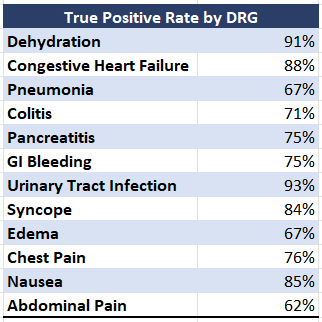 True Positive Rate by DRG
Dehydration 91%
Congestive Heart Failure 88%
Pneumonia 67%
Colitis 71%
Pancreatitis 75%
GI Bleeding 75%
Urinary Tract Infection 93%
Syncope 84%
Edema 67%
Chest Pain 76%
Nausea 85%
Abdominal Pain 62%